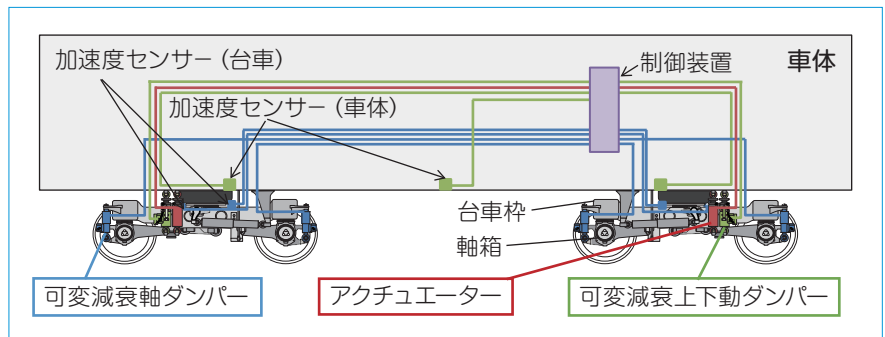 加速度センサー（台車）
制御装置
車体
加速度センサー（車体）
台車枠
軸箱
可変減衰軸ダンパー
アクチュエーター
可変減衰上下動ダンパー